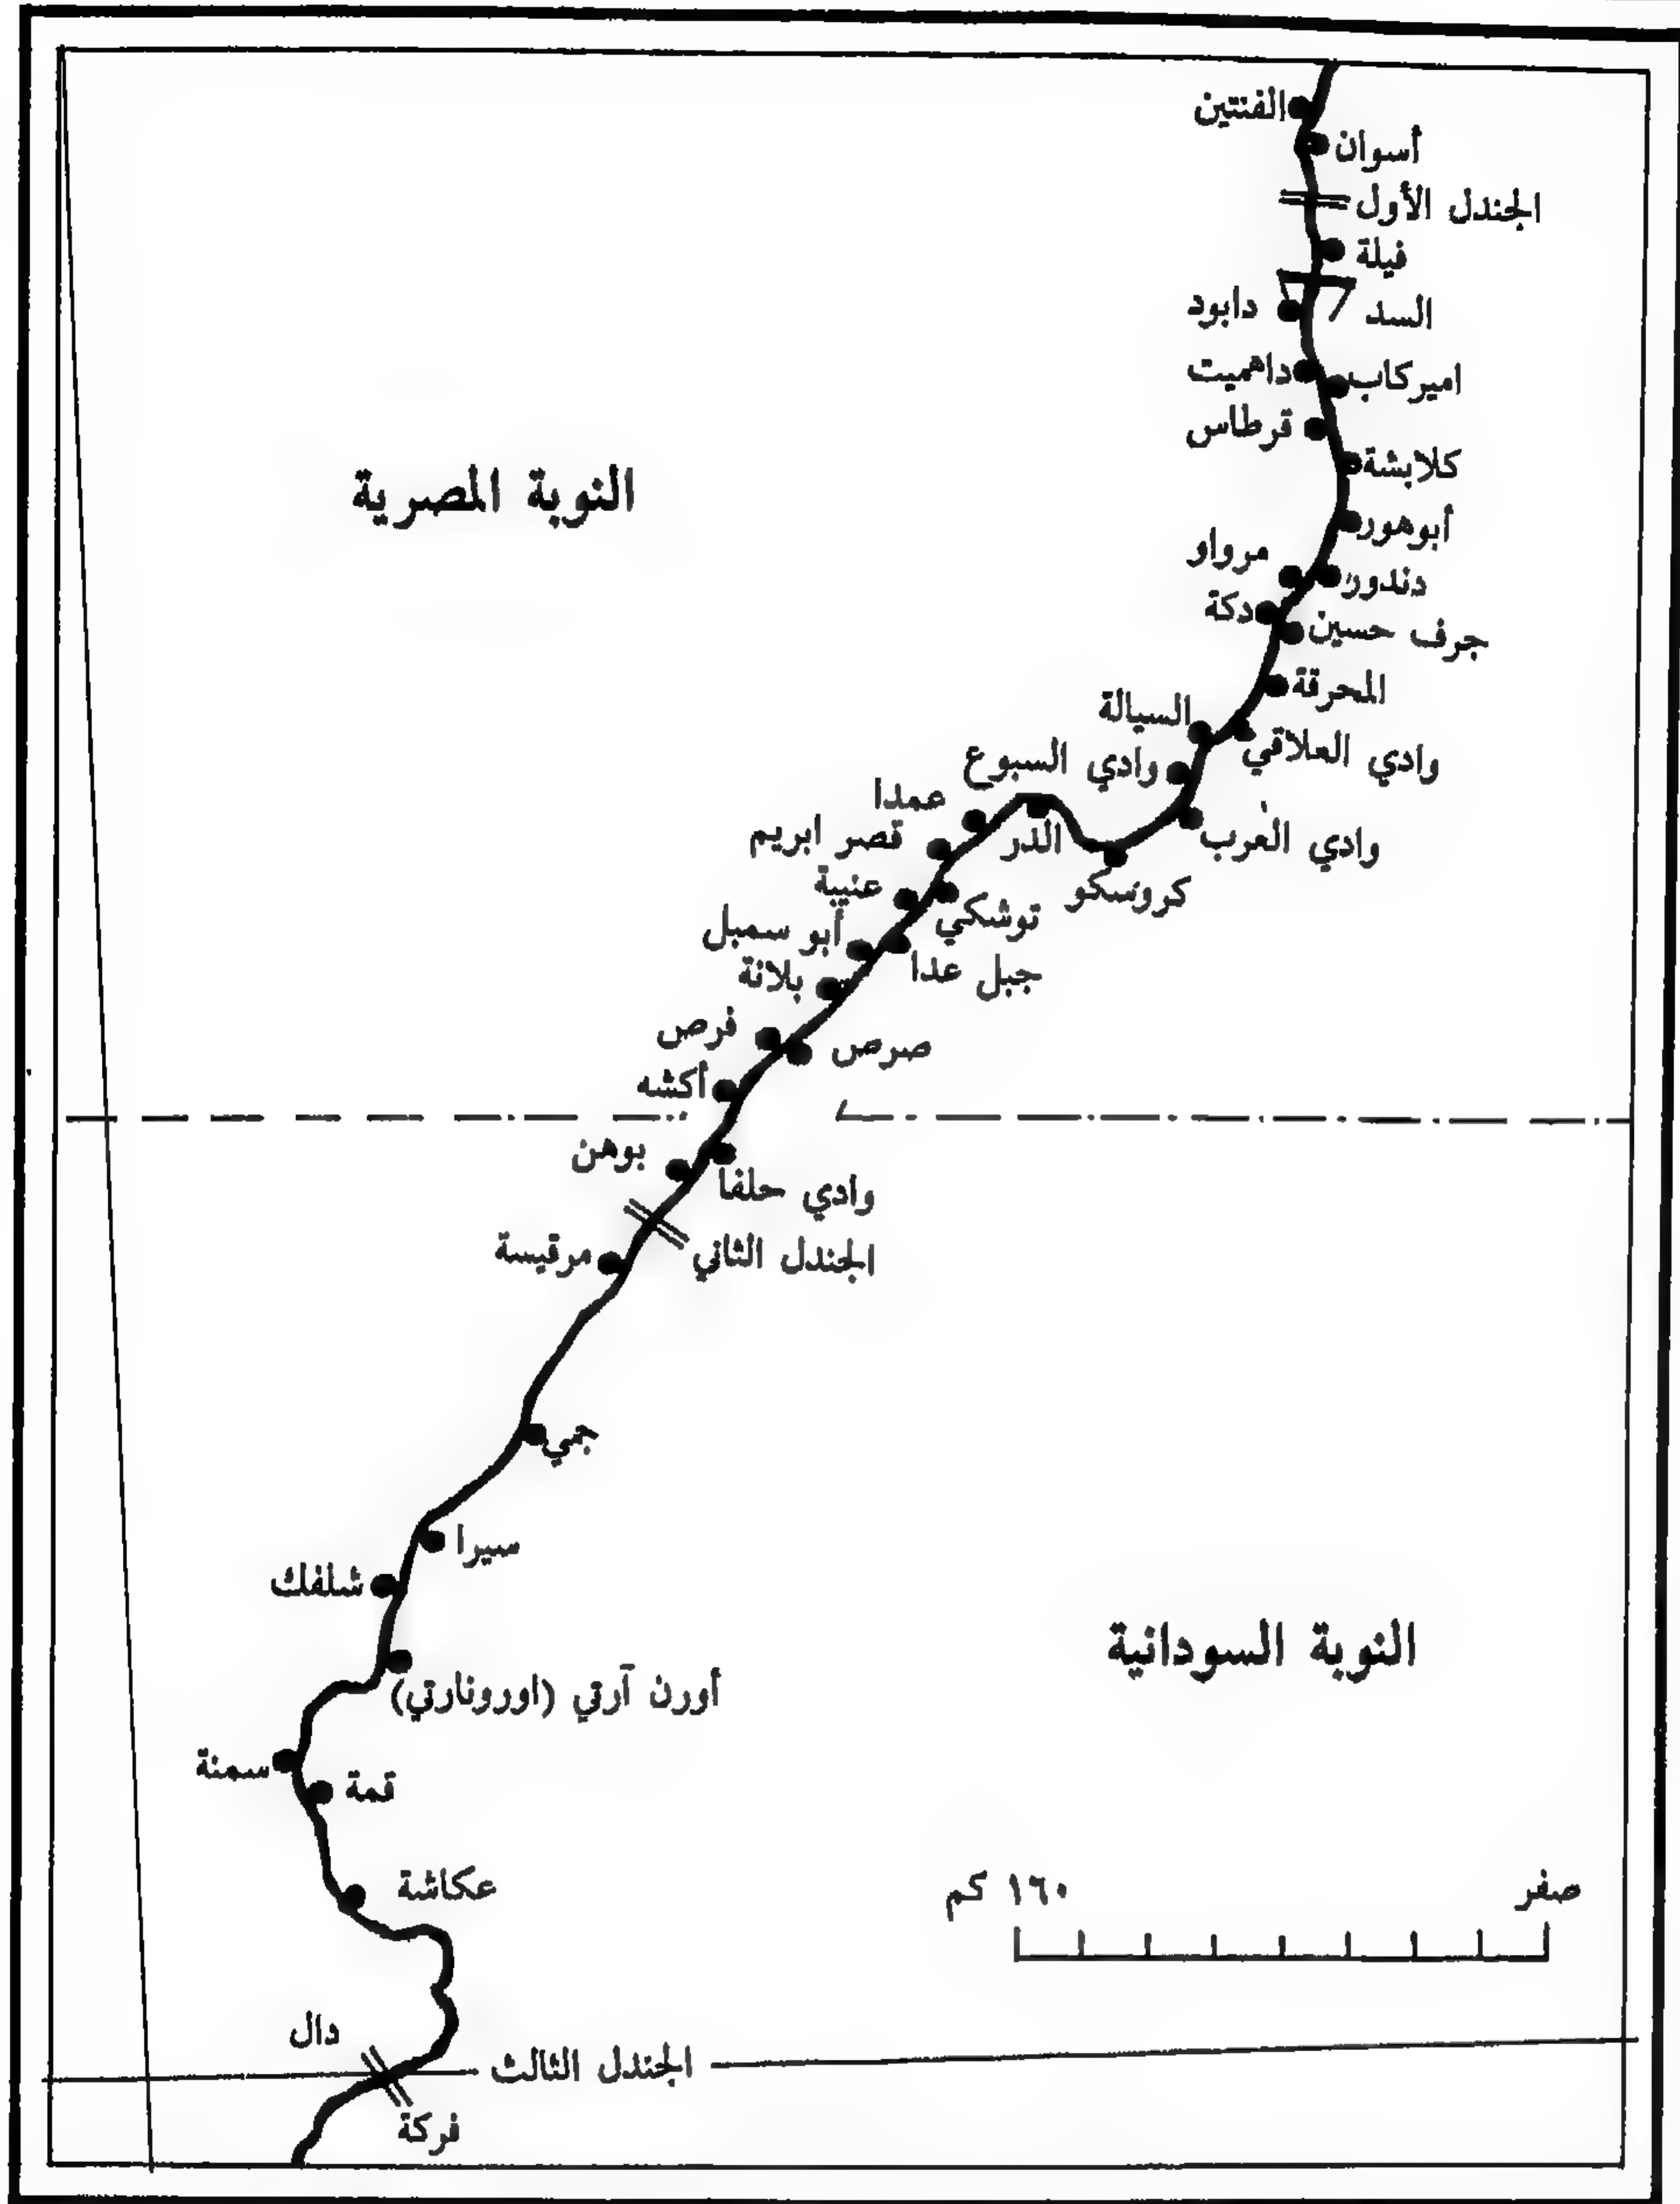 الفنتين
أسوان
الجندل الأول
فيلة
دابود
السد
داهميت
اميركاب
قرطاس
كلابشة
النوبة المصرية
أبوهور
مرواو
دندور
دكة
جرف حسين
المحرقة
السيالة
وادي العلاقي
وادي السبوع
عمدا
قصر ابريم
الدر
وادي العرب
عنيبة
كروسكو
توشكي
أبو سمبل
جبل عدا
بلانة
فرص
صرص
أكشه
بوهن
وادي حلفا
مرقيسة
الجندل الثاني
جمي
سيرا
شلفك
النوبة السودانية
أورن آرتي (اورونارتي)
سمنة
قمة
عكاشة
صفر
١٦٠ كم
دال
الجندل الثالث
فركة